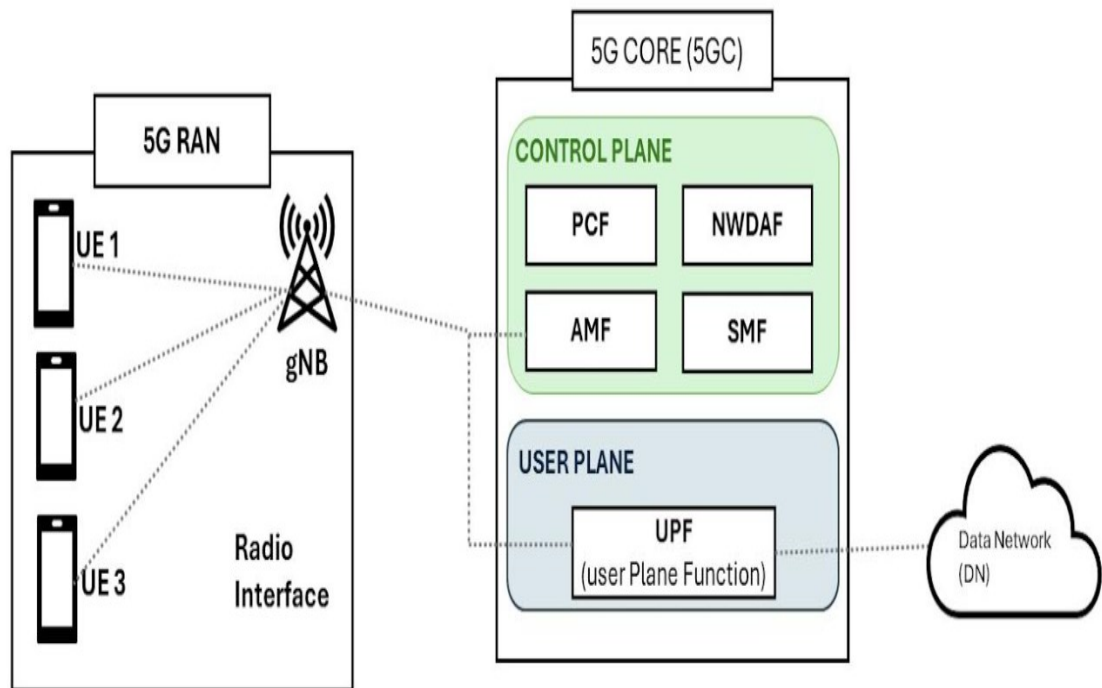 5G RAN
UE 1
UE 2
UE 3
gNB
Radio
Interface
5G CORE (5GC)
CONTROL PLANE
PCF
NWDAF
AMF
SMF
USER PLANE
UPF
(user Plane Function)
Data Network
(DN)